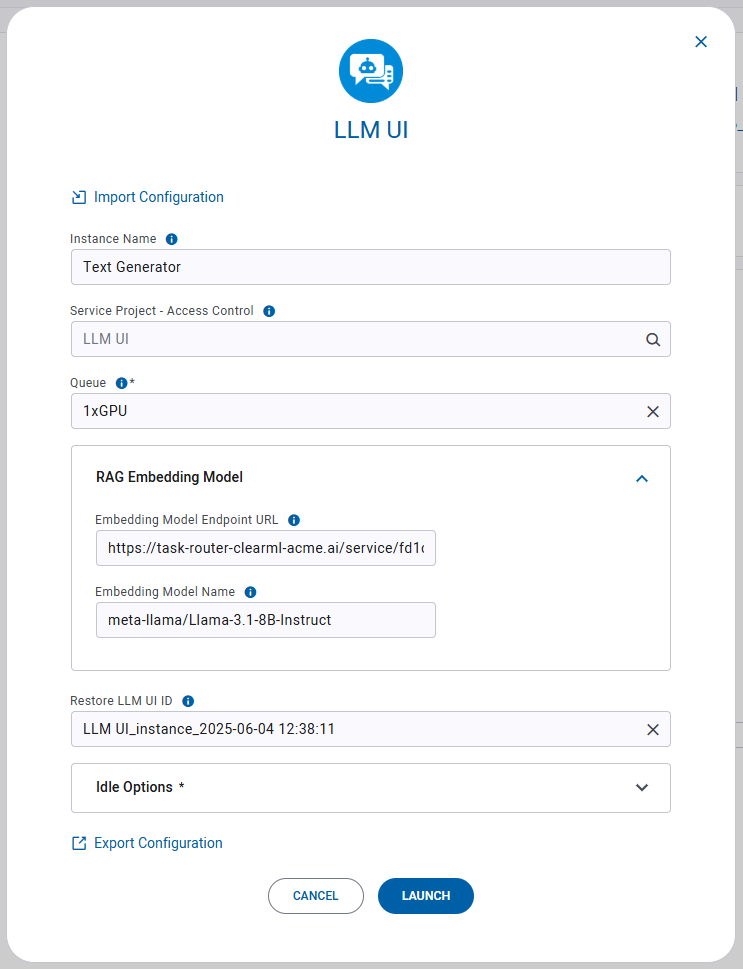 LLM UI
Import Configuration
Instance Name
Text Generator
Service Project - Access Control
LLM UI
Queue *
1xGPU
RAG Embedding Model
Embedding Model Endpoint URL
https://task-router-clearml-acme.ai/service/fd1
Embedding Model Name
meta-llama/Llama-3.1-8B-Instruct
Restore LLM UI ID
LLM UI_instance_2025-06-04 12:38:11
Idle Options *
Export Configuration
CANCEL
LAUNCH